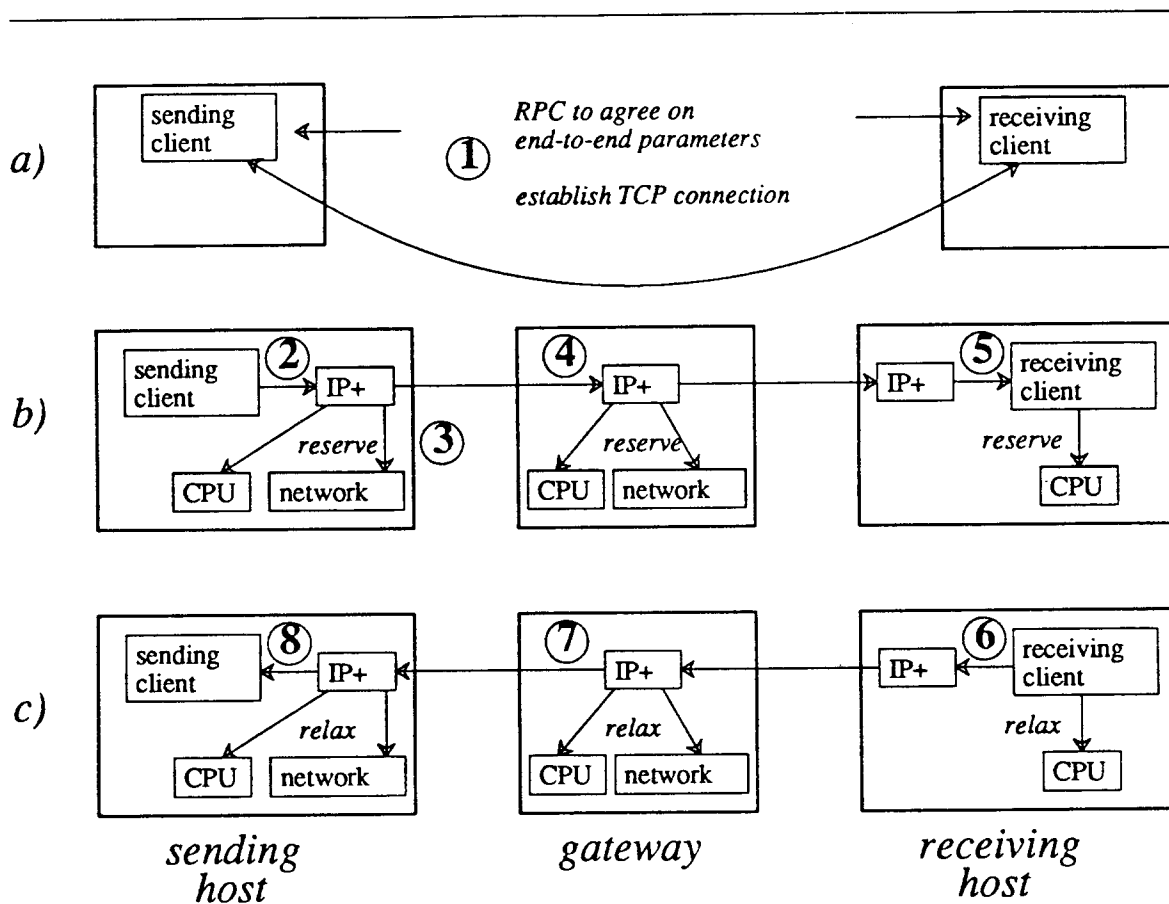 a)
sending
client
1
RPC to agree on
end-to-end parameters
establish TCP connection
receiving
client
b)
sending
client
2
IP+
reserve
3
CPU
network
4
IP+
reserve
CPU
network
IP+
5
receiving
client
reserve
CPU
c)
sending
client
8
IP+
relax
CPU
network
7
IP+
relax
CPU
network
IP+
6
receiving
client
relax
CPU
sending
host
gateway
receiving
host